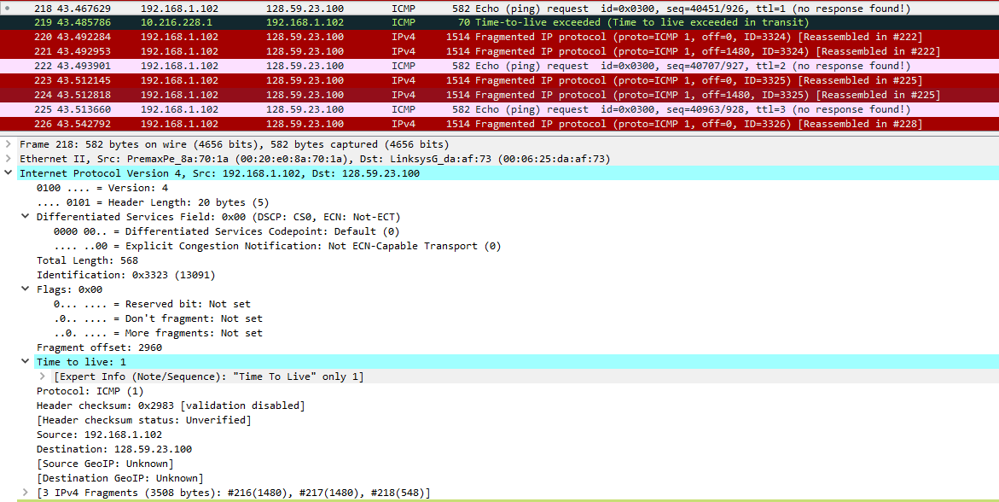 218 43.467629 192.168.1.102 128.59.23.100 ICMP 582 Echo (ping) request id=0x0300, seq=40451/926, ttl=1 (no response found!)
219 43.485786 10.216.228.1 192.168.1.102 ICMP 70 Time-to-live exceeded (Time to live exceeded in transit)
220 43.492284 192.168.1.102 128.59.23.100 IPv4 1514 Fragmented IP protocol (proto=ICMP 1, off=0, ID=3324) [Reassembled in #222]
221 43.492953 192.168.1.102 128.59.23.100 IPv4 1514 Fragmented IP protocol (proto=ICMP 1, off=1480, ID=3324) [Reassembled in #222]
222 43.493901 192.168.1.102 128.59.23.100 ICMP 582 Echo (ping) request id=0x0300, seq=40707/927, ttl=2 (no response found!)
223 43.512145 192.168.1.102 128.59.23.100 IPv4 1514 Fragmented IP protocol (proto=ICMP 1, off=0, ID=3325) [Reassembled in #225]
224 43.512818 192.168.1.102 128.59.23.100 IPv4 1514 Fragmented IP protocol (proto=ICMP 1, off=1480, ID=3325) [Reassembled in #225]
225 43.513660 192.168.1.102 128.59.23.100 ICMP 582 Echo (ping) request id=0x0300, seq=40963/928, ttl=3 (no response found!)
226 43.542792 192.168.1.102 128.59.23.100 IPv4 1514 Fragmented IP protocol (proto=ICMP 1, off=0, ID=3326) [Reassembled in #228]
Frame 218: 582 bytes on wire (4656 bits), 582 bytes captured (4656 bits)
Ethernet II, Src: PremaxPe_8a:70:1a (00:20:e0:8a:70:1a), Dst: LinksysG_da:af:73 (00:06:25:da:af:73)
Internet Protocol Version 4, Src: 192.168.1.102, Dst: 128.59.23.100
0100 .... = Version: 4
.... 0101 = Header Length: 20 bytes (5)
Differentiated Services Field: 0x00 (DSCP: CS0, ECN: Not-ECT)
0000 00.. = Differentiated Services Codepoint: Default (0)
.... ..00 = Explicit Congestion Notification: Not ECN-Capable Transport (0)
Total Length: 568
Identification: 0x3323 (13091)
Flags: 0x00
0... .... = Reserved bit: Not set
.0.. .... = Don't fragment: Not set
..0. .... = More fragments: Not set
Fragment offset: 2960
Time to live: 1
[Expert Info (Note/Sequence): "Time To Live" only 1]
Protocol: ICMP (1)
Header checksum: 0x2983 [validation disabled]
[Header checksum status: Unverified]
Source: 192.168.1.102
Destination: 128.59.23.100
[Source GeoIP: Unknown]
[Destination GeoIP: Unknown]
[3 IPv4 Fragments (3508 bytes): #216(1480), #217(1480), #218(548)]